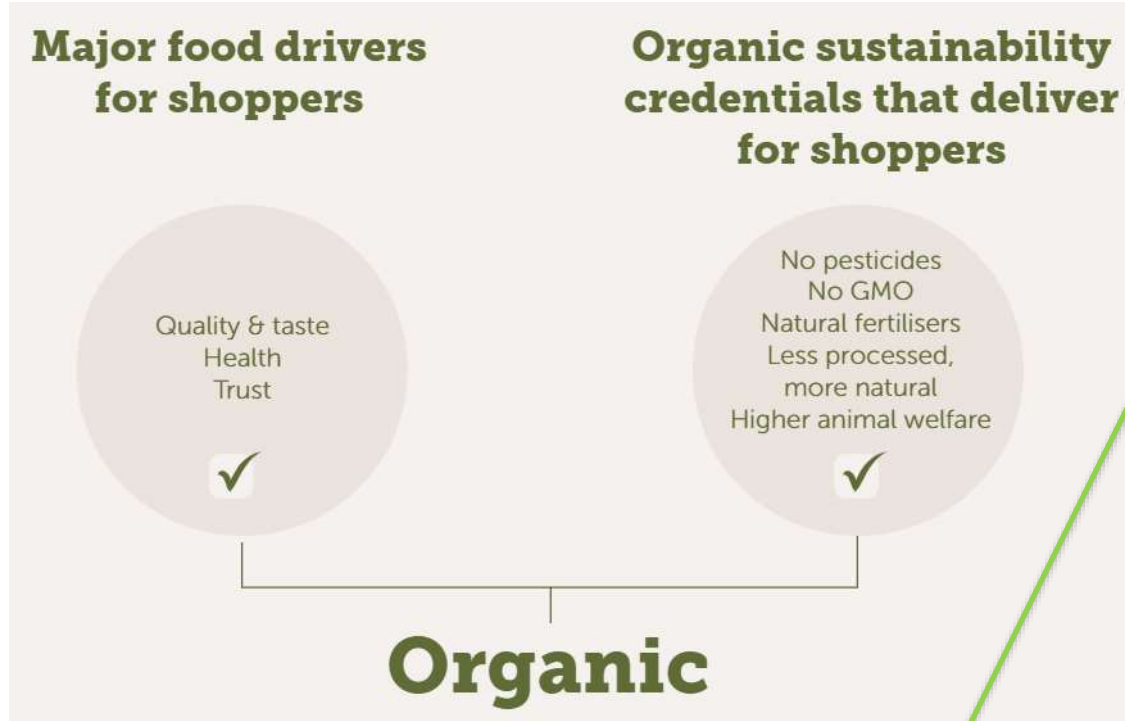 Major food drivers
for shoppers
Organic sustainability
credentials that deliver
for shoppers
Quality & taste
Health
Trust
No pesticides
No GMO
Natural fertilisers
Less processed,
more natural
Higher animal welfare
Organic